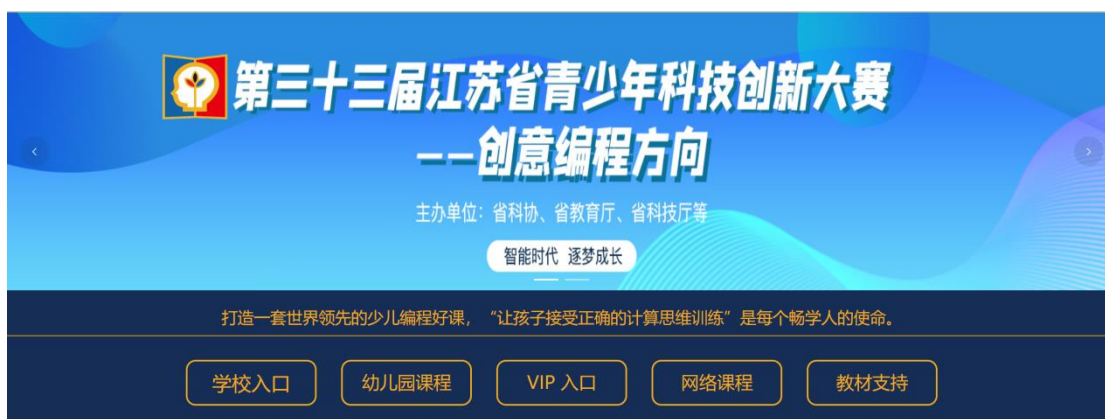 第三十三届江苏省青少年科技创新大赛
——创意编程方向
主办单位：省科协、省教育厅、省科技厅等
智能时代 逐梦成长
打造一套世界领先的少儿编程好课，“让孩子接受正确的计算思维训练”是每个畅学人的使命。
学校入口 幼儿园课程 VIP 入口 网络课程 教材支持